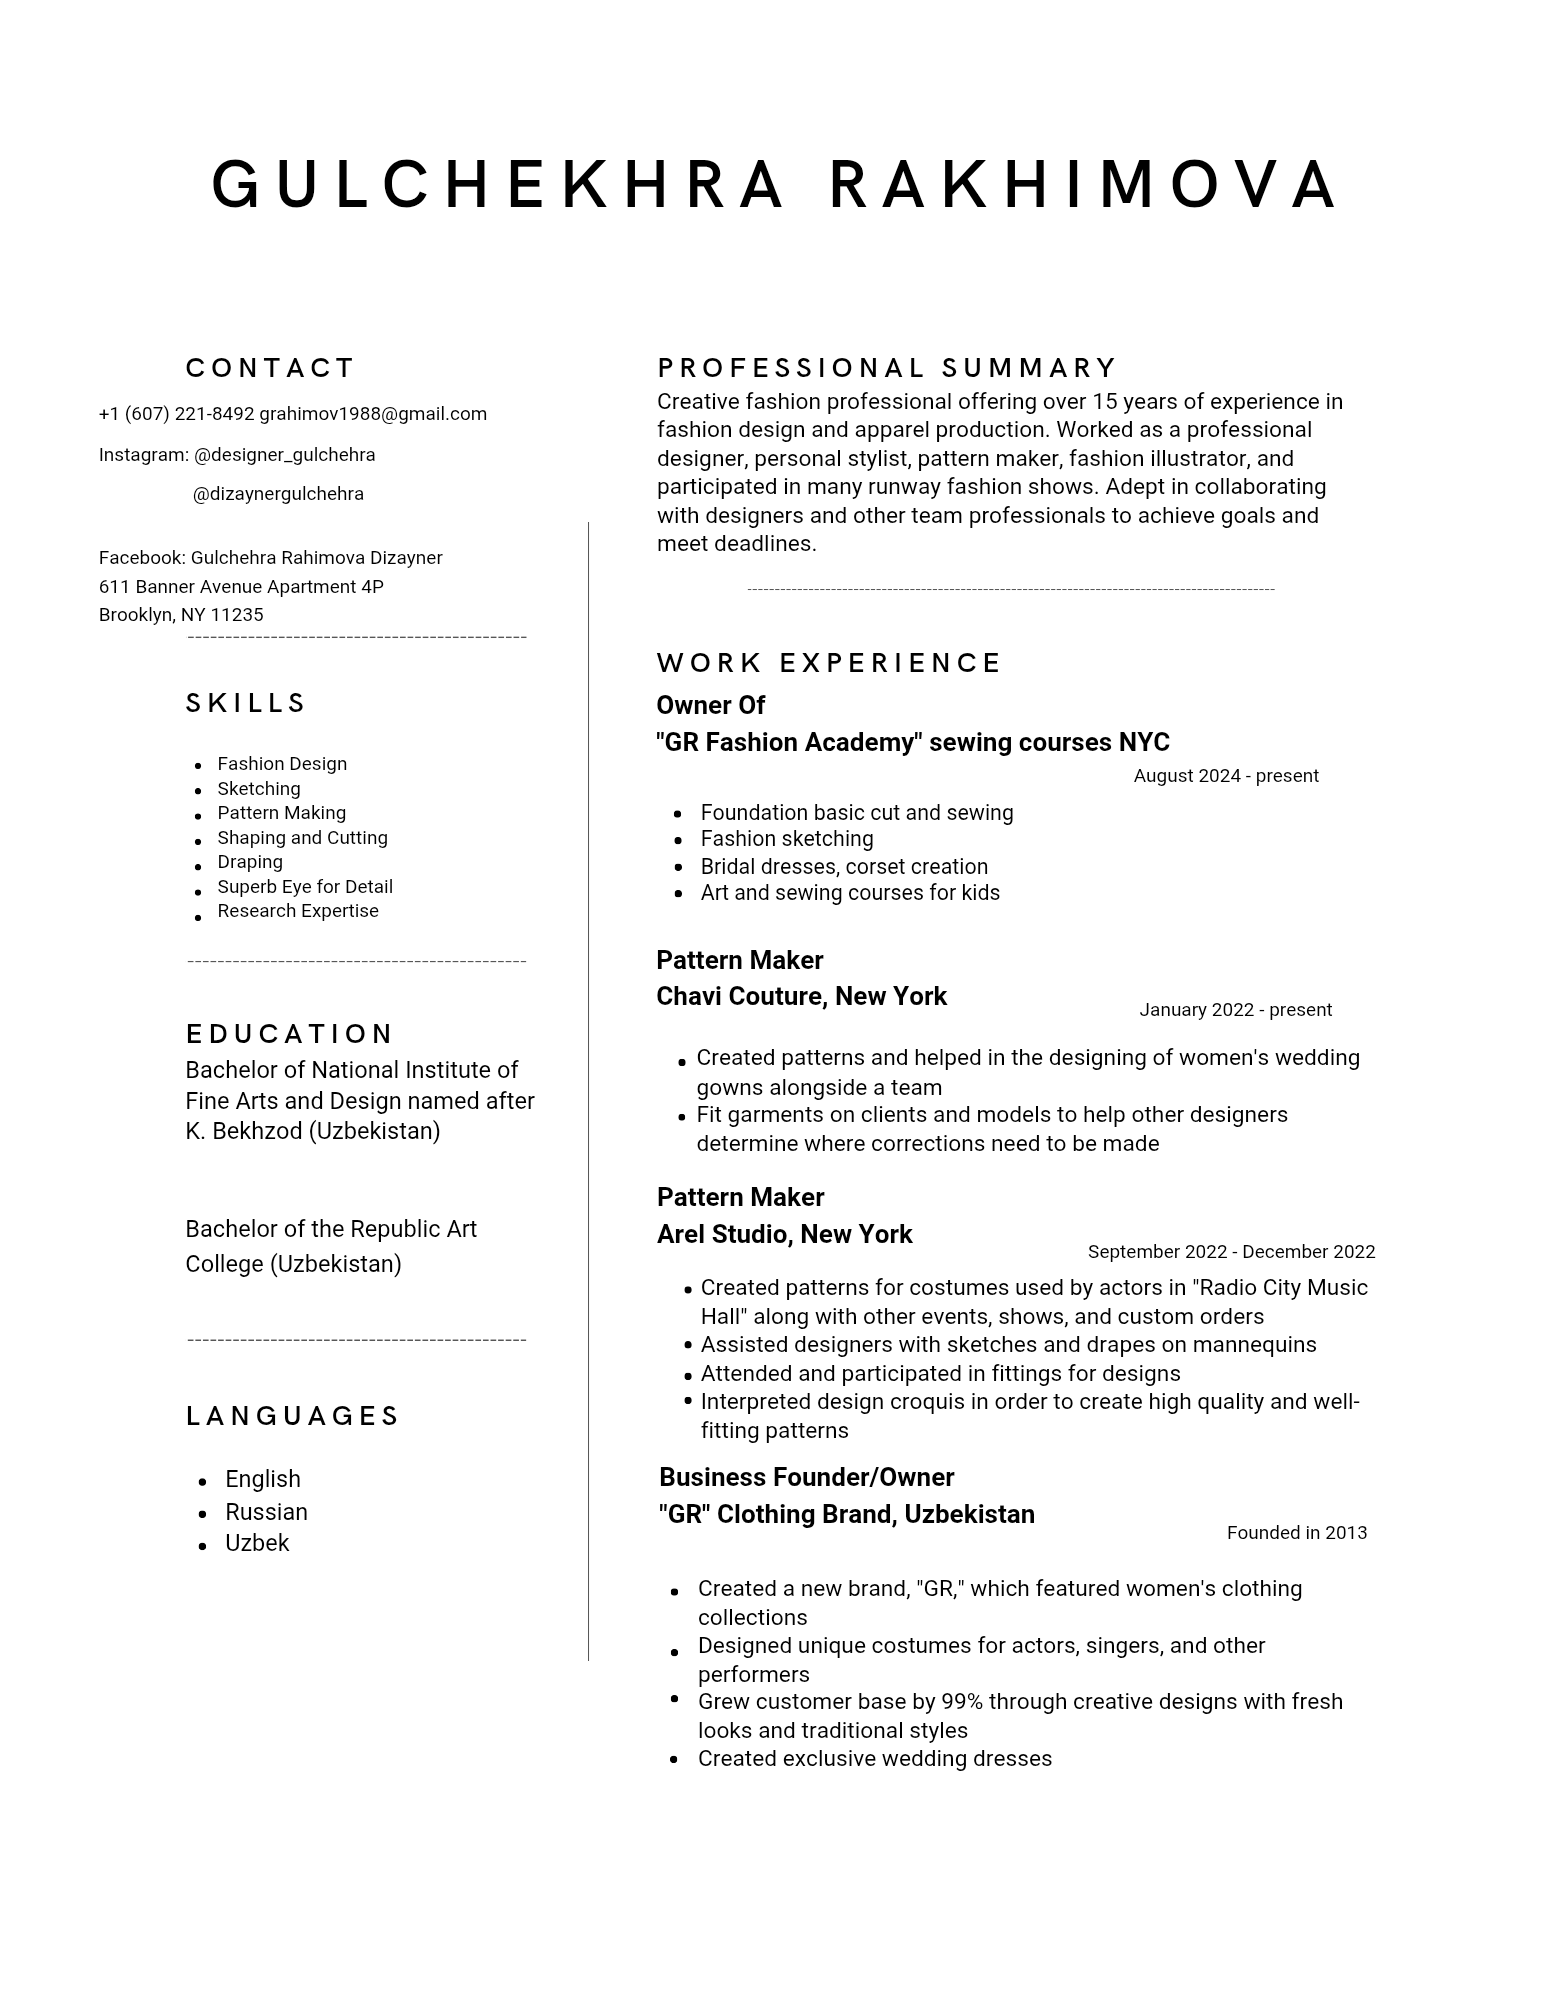 GULCHEKHRA RAKHIMOVA
CONTACT
+1 (607) 221-8492 grahimov1988@gmail.com
Instagram: @designer_gulchehra
@dizaynergulchehra
Facebook: Gulchehra Rahimova Dizayner
611 Banner Avenue Apartment 4P
Brooklyn, NY 11235
SKILLS
Fashion Design
Sketching
Pattern Making
Shaping and Cutting
Draping
Superb Eye for Detail
Research Expertise
EDUCATION
Bachelor of National Institute of
Fine Arts and Design named after
K. Bekhzod (Uzbekistan)
Bachelor of the Republic Art
College (Uzbekistan)
LANGUAGES
English
Russian
Uzbek
PROFESSIONAL SUMMARY
Creative fashion professional offering over 15 years of experience in
fashion design and apparel production. Worked as a professional
designer, personal stylist, pattern maker, fashion illustrator, and
participated in many runway fashion shows. Adept in collaborating
with designers and other team professionals to achieve goals and
meet deadlines.
WORK EXPERIENCE
Owner Of
"GR Fashion Academy" sewing courses NYC
August 2024 - present
Foundation basic cut and sewing
Fashion sketching
Bridal dresses, corset creation
Art and sewing courses for kids
Pattern Maker
Chavi Couture, New York
January 2022 - present
Created patterns and helped in the designing of women's wedding
gowns alongside a team
Fit garments on clients and models to help other designers
determine where corrections need to be made
Pattern Maker
Arel Studio, New York
September 2022 - December 2022
Created patterns for costumes used by actors in "Radio City Music
Hall" along with other events, shows, and custom orders
Assisted designers with sketches and drapes on mannequins
Attended and participated in fittings for designs
Interpreted design croquis in order to create high quality and well-
fitting patterns
Business Founder/Owner
"GR" Clothing Brand, Uzbekistan
Founded in 2013
Created a new brand, "GR," which featured women's clothing
collections
Designed unique costumes for actors, singers, and other
performers
Grew customer base by 99% through creative designs with fresh
looks and traditional styles
Created exclusive wedding dresses